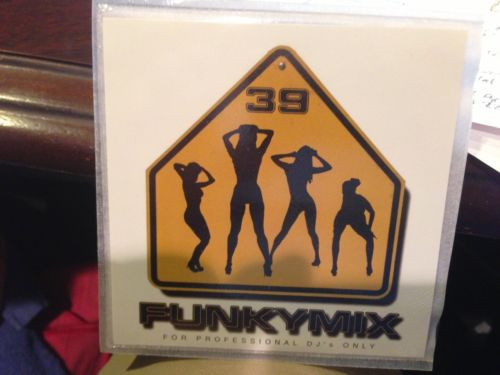 39
FUNKYMIX
FOR PROFESSIONAL DJ's ONLY